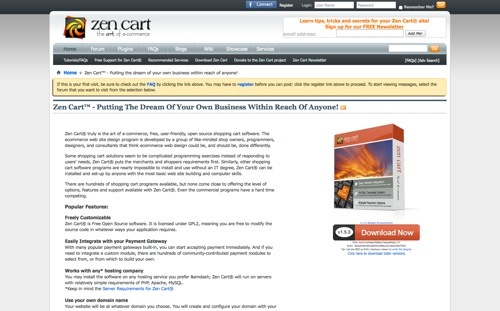 Connect Register Login User Name Remember Me? Log in
zen cart
the art of e-commerce
Learn tips, tricks and secrets for your Zen Cart® site!
Sign up for our FREE Newsletter
email address: Add Me!
Home Forum Plugins FAQs Blogs Wiki Showcase Services
Tutorials/FAQs Free Support for Zen Cart® Recommended Services Download Zen Cart Donate to the Zen Cart project Zen Cart Newsletter [FAQs] [Adv Search]
Home Zen Cart™ - Putting the dream of your own business within reach of anyone!
If this is your first visit, be sure to check out the FAQ by clicking the link above. You may have to register before you can post: click the register link above to proceed. To start viewing messages, select the
forum that you want to visit from the selection below.
Zen Cart™ - Putting The Dream Of Your Own Business Within Reach Of Anyone!
Zen Cart® truly is the art of e-commerce; free, user-friendly, open source shopping cart software. The
ecommerce web site design program is developed by a group of like-minded shop owners, programmers,
designers, and consultants that think ecommerce web design could be, and should be, done differently.
Some shopping cart solutions seem to be complicated programming exercises instead of responding to
users' needs, Zen Cart® puts the merchants and shoppers requirements first. Similarly, other shopping
cart software programs are nearly impossible to install and use without an IT degree, Zen Cart® can be
installed and set-up by anyone with the most basic web site building and computer skills.
There are hundreds of shopping cart programs available, but none come close to offering the level of
options, features and support available with Zen Cart®. Even the commercial programs have a hard time
competing.
Popular Features:
Freely Customizable
Zen Cart® is Free Open Source Software. It is licensed under GPL2, meaning you are free to modify the
source code in whatever ways your application requires.
Easily Integrate with your Payment Gateway
With many popular payment gateways built-in, you can start accepting payment immediately. And if you
need to integrate a custom module, there are hundreds of community-contributed payment modules to
select from, or from which to build your own.
Works with any* hosting company
You may install the software on any hosting service you prefer &emdash; Zen Cart® will run on servers
with relatively simple requirements of PHP, Apache, MySQL.
*Keep in mind the Server Requirements for Zen Cart®
Use your own domain name
Your website will be at whatever domain you choose. You will create and configure your domain with your
zen cart
v1.5.3
Download Now
Click here to download older versions